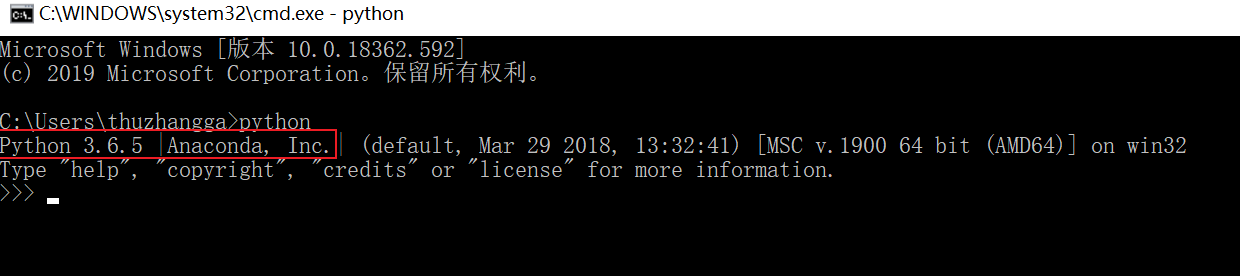 C:\WINDOWS\system32\cmd.exe - python
Microsoft Windows [版本 10.0.18362.592]
(c) 2019 Microsoft Corporation。保留所有权利。
C:\Users\thuzhangga>python
Python 3.6.5 |Anaconda, Inc.| (default, Mar 29 2018, 13:32:41) [MSC v.1900 64 bit (AMD64)] on win32
Type "help", "copyright", "credits" or "license" for more information.
>>>